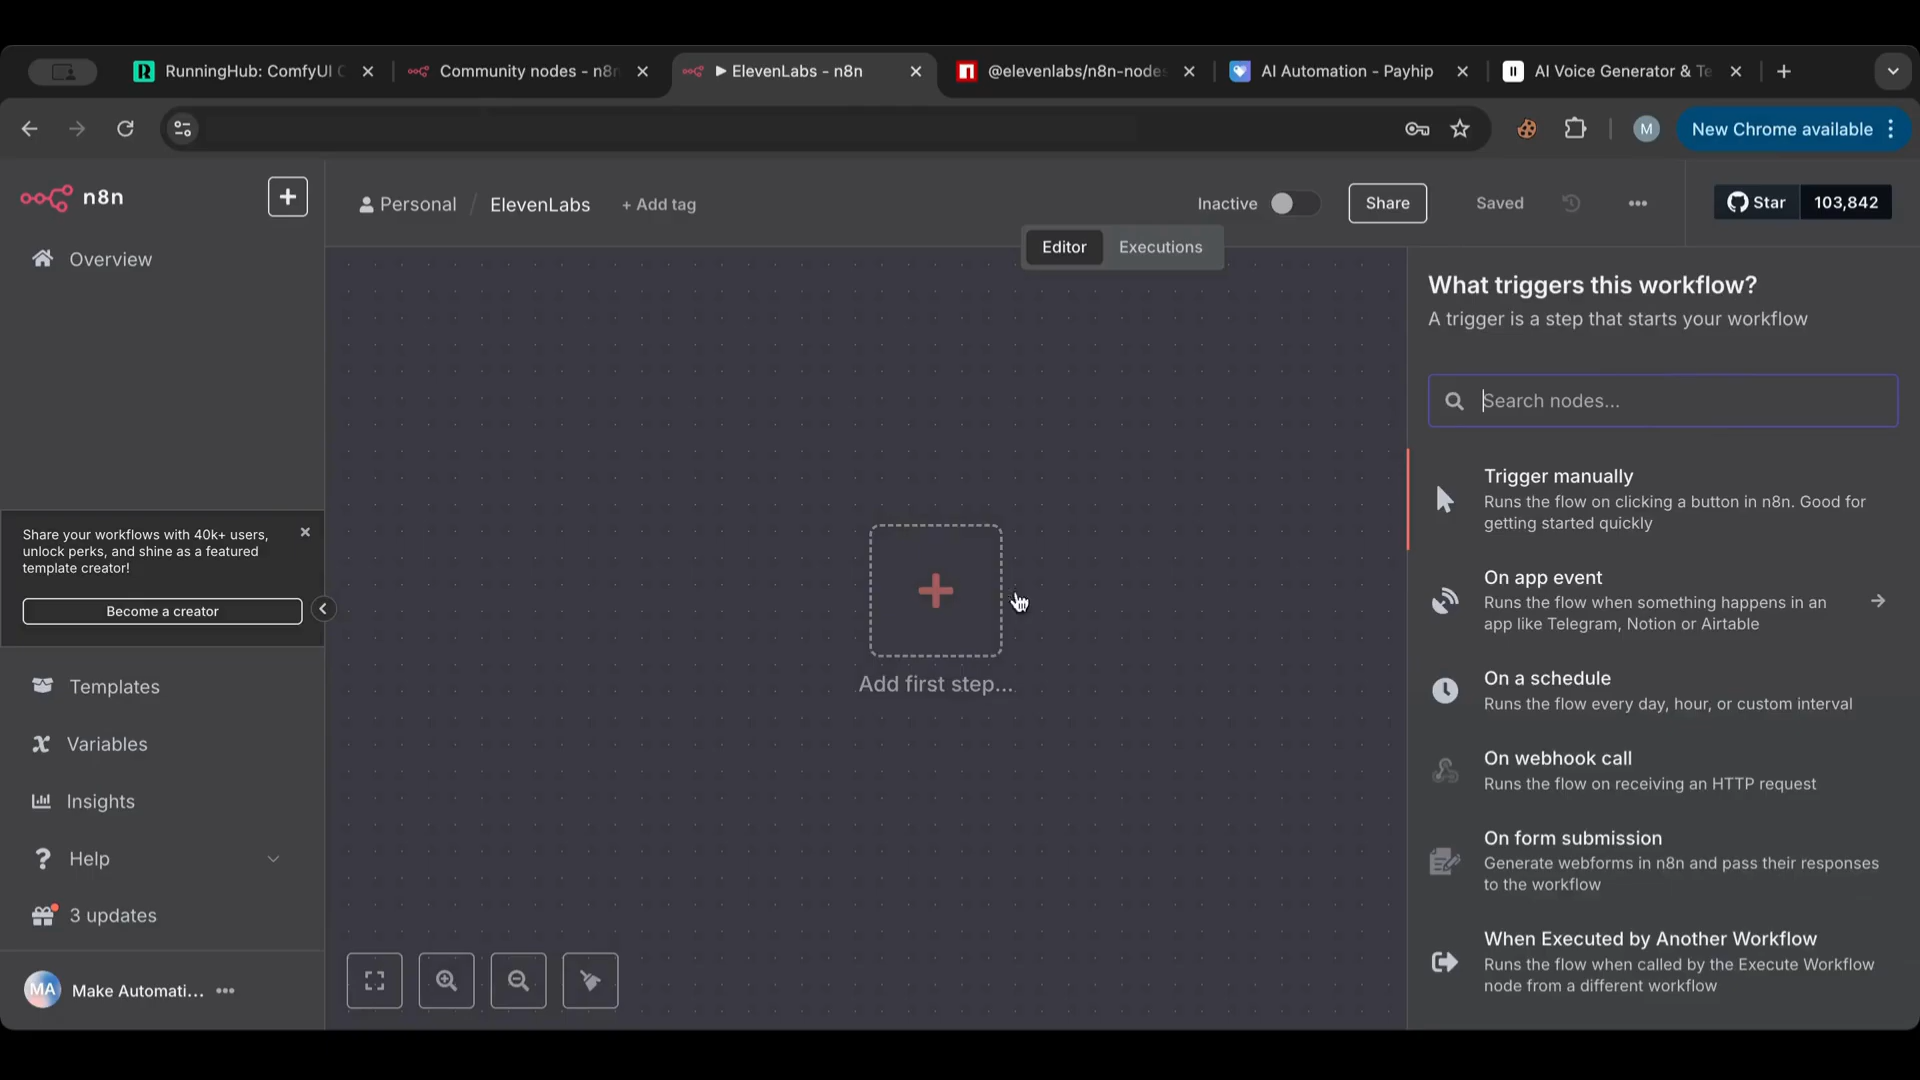 RunningHub: ComfyUI C
Community nodes - n8n
▶ ElevenLabs - n8n
@elevenlabs/n8n-nodes
AI Automation - Payhip
AI Voice Generator & Te
M
New Chrome available
n8n
Personal / ElevenLabs
+ Add tag
Inactive
Share
Saved
Star
103,842
Editor
Executions
Overview
Share your workflows with 40k+ users,
unlock perks, and shine as a featured
template creator!
Become a creator
Templates
Variables
Insights
Help
3 updates
MA
Make Automati...
Add first step...
What triggers this workflow?
A trigger is a step that starts your workflow
Search nodes...
Trigger manually
Runs the flow on clicking a button in n8n. Good for
getting started quickly
On app event
Runs the flow when something happens in an
app like Telegram, Notion or Airtable
On a schedule
Runs the flow every day, hour, or custom interval
On webhook call
Runs the flow on receiving an HTTP request
On form submission
Generate webforms in n8n and pass their responses
to the workflow
When Executed by Another Workflow
Runs the flow when called by the Execute Workflow
node from a different workflow